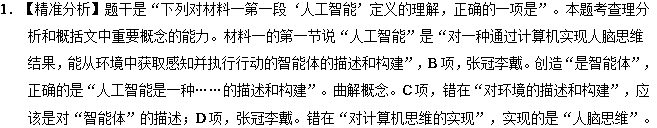 1. 【精准分析】题干是“下列对材料一第一段‘人工智能’定义的理解，正确的一项是”。本题考查理分
析和概括文中重要概念的能力。材料一的第一节说“人工智能”是“对一种通过计算机实现人脑思维
结果，能从环境中获取感知并执行行动的智能体的描述和构建”，B项，张冠李戴。创造“是智能体”，
正确的是“人工智能是一种……的描述和构建”。曲解概念。C项，错在“对环境的描述和构建”，应
该是对“智能体”的描述；D项，张冠李戴。错在“对计算机思维的实现”，实现的是“人脑思维”。